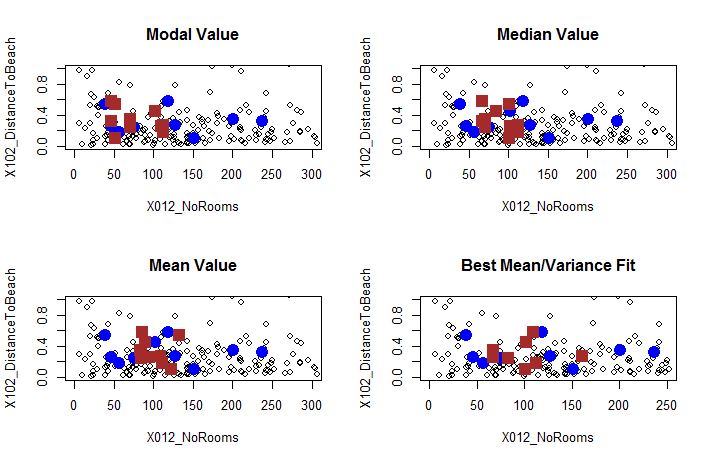 Modal Value
X102_DistanceToBeach
0.0 0.4 0.8
0 50 100 150 200 250 300
X012_NoRooms
Median Value
X102_DistanceToBeach
0.0 0.4 0.8
0 50 100 150 200 250 300
X012_NoRooms
Mean Value
X102_DistanceToBeach
0.0 0.4 0.8
0 50 100 150 200 250 300
X012_NoRooms
Best Mean/Variance Fit
X102_DistanceToBeach
0.0 0.4 0.8
0 50 100 150 200 250
X012_NoRooms